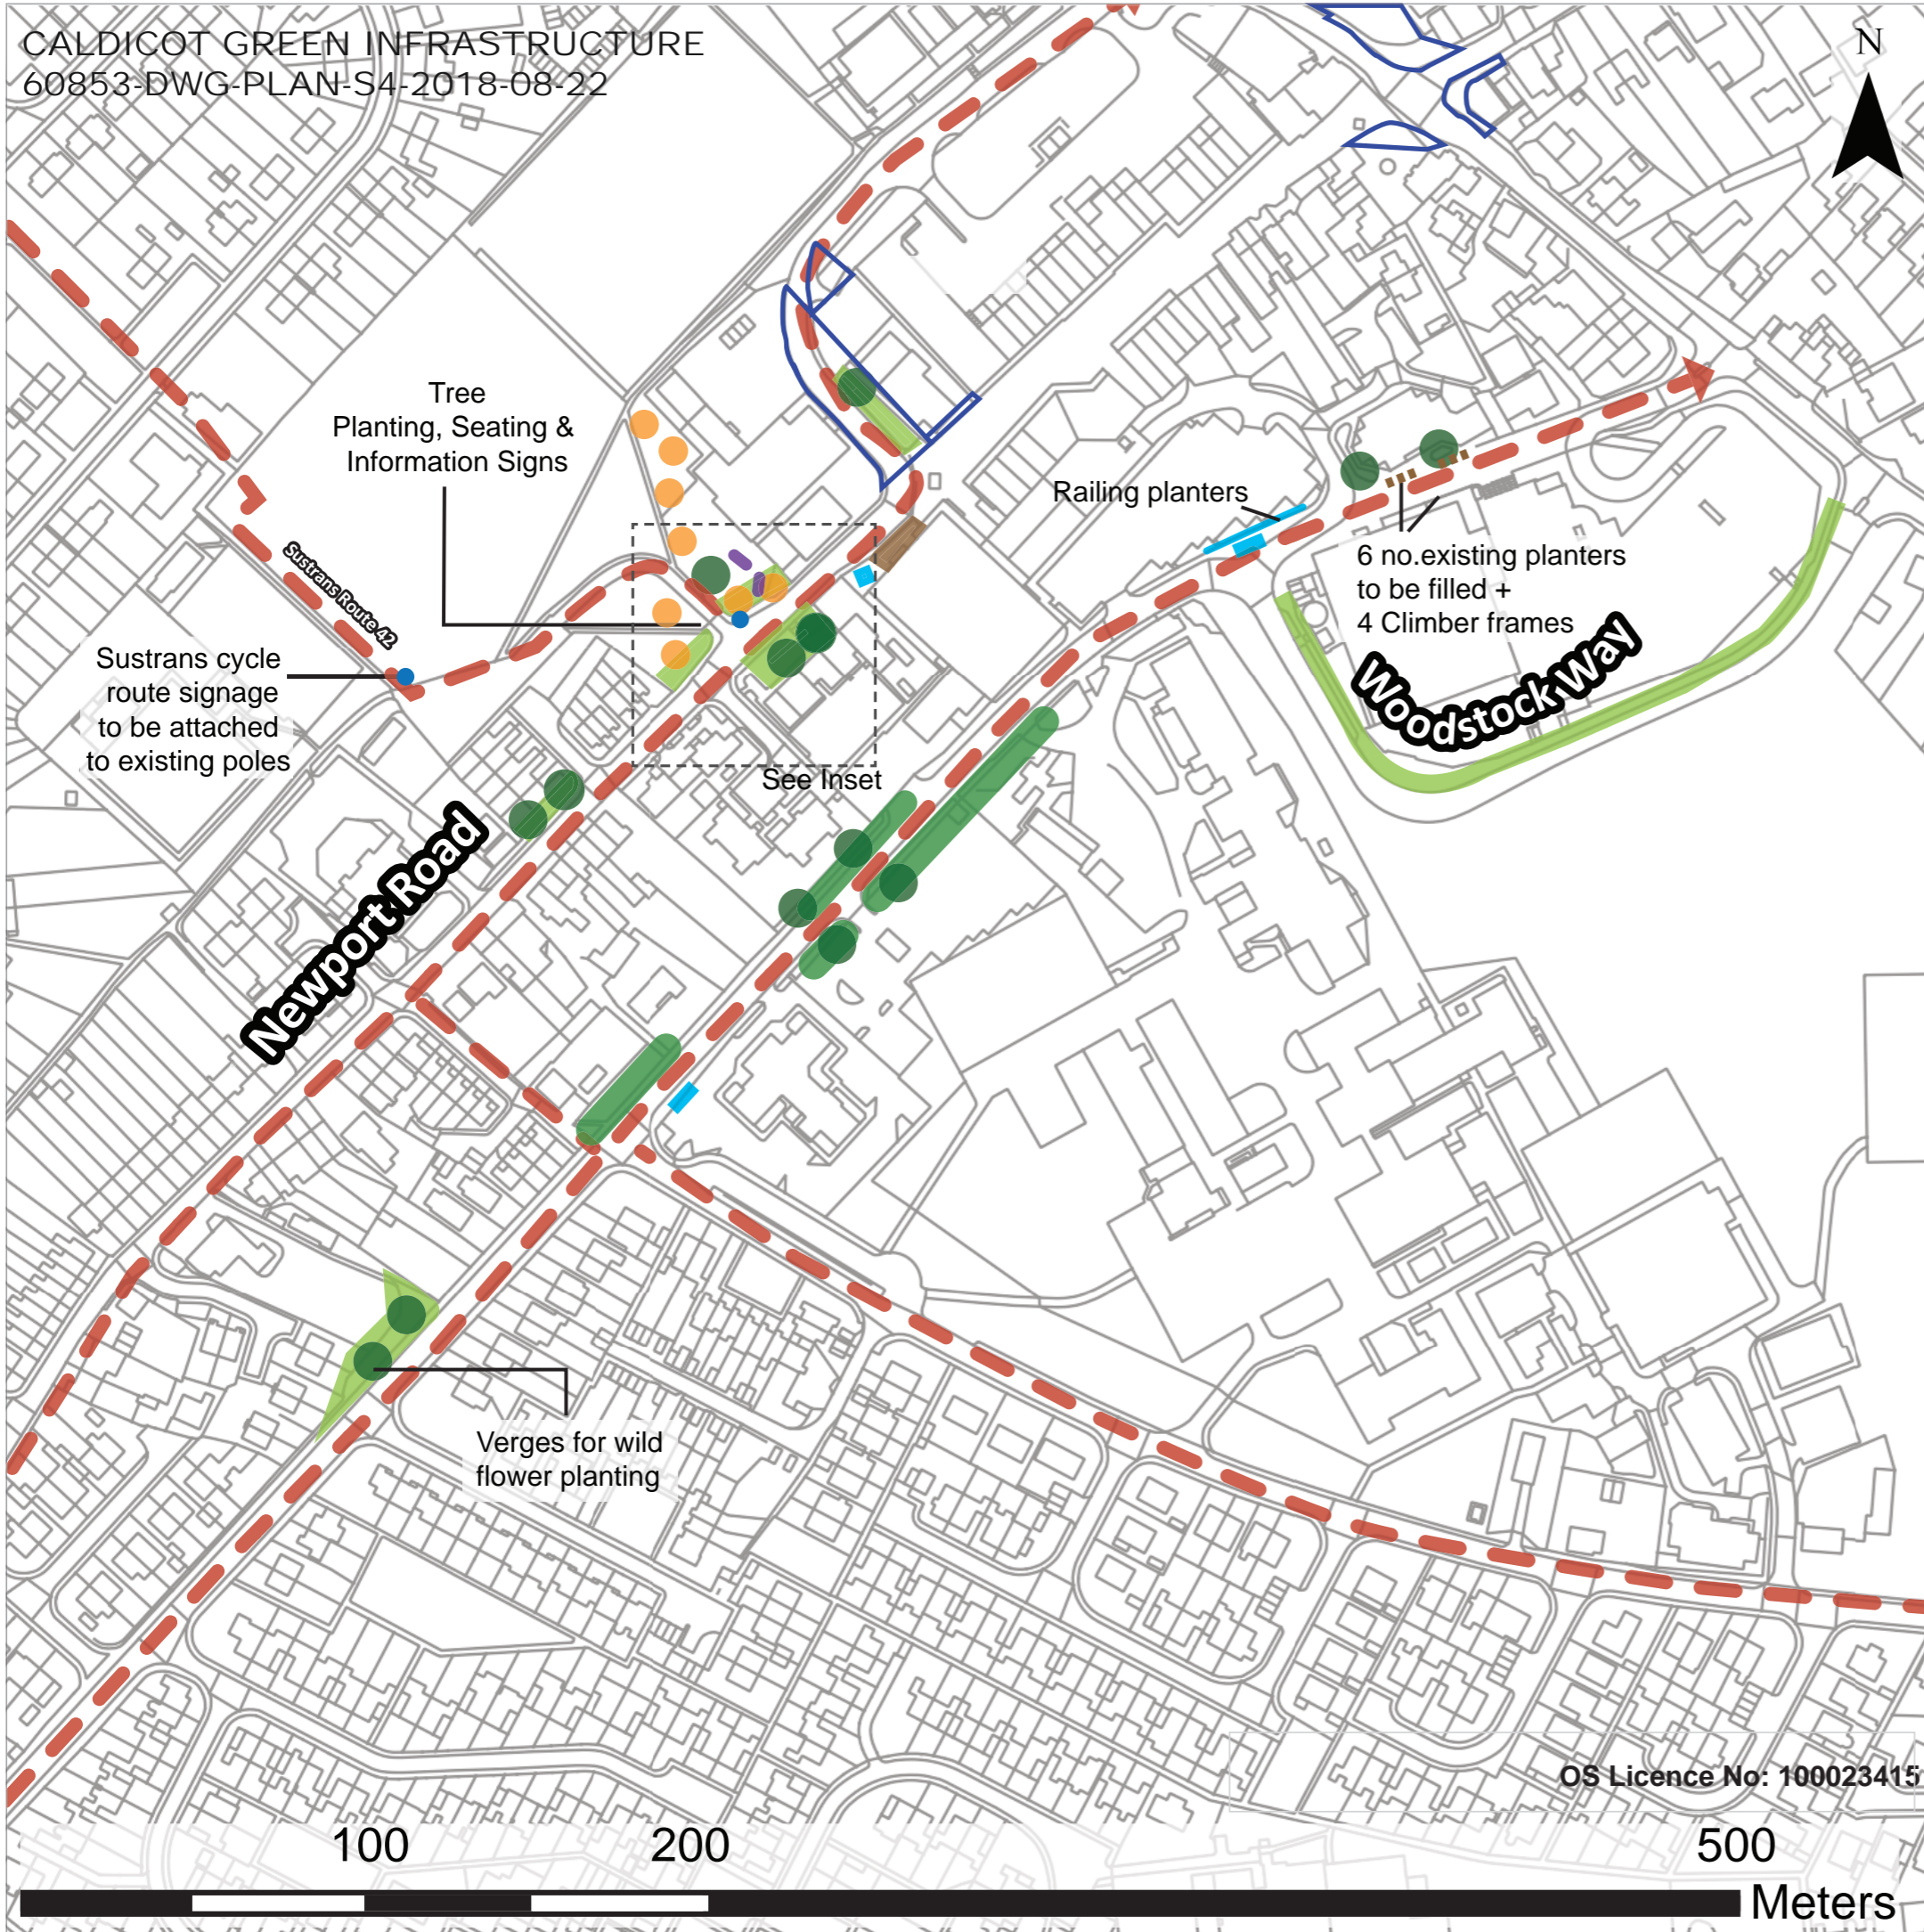 CALDICOT GREEN INFRASTRUCTURE
60853-DWG-PLAN-S4-2018-08-22
N
Tree
Planting, Seating &
Information Signs
Railing planters
6 no.existing planters
to be filled +
4 Climber frames
Sustrans Route 42
Sustrans cycle
route signage
to be attached
to existing poles
Woodstock Way
See Inset
Newport Road
Verges for wild
flower planting
OS Licence No: 100023415
100
200
500
Meters